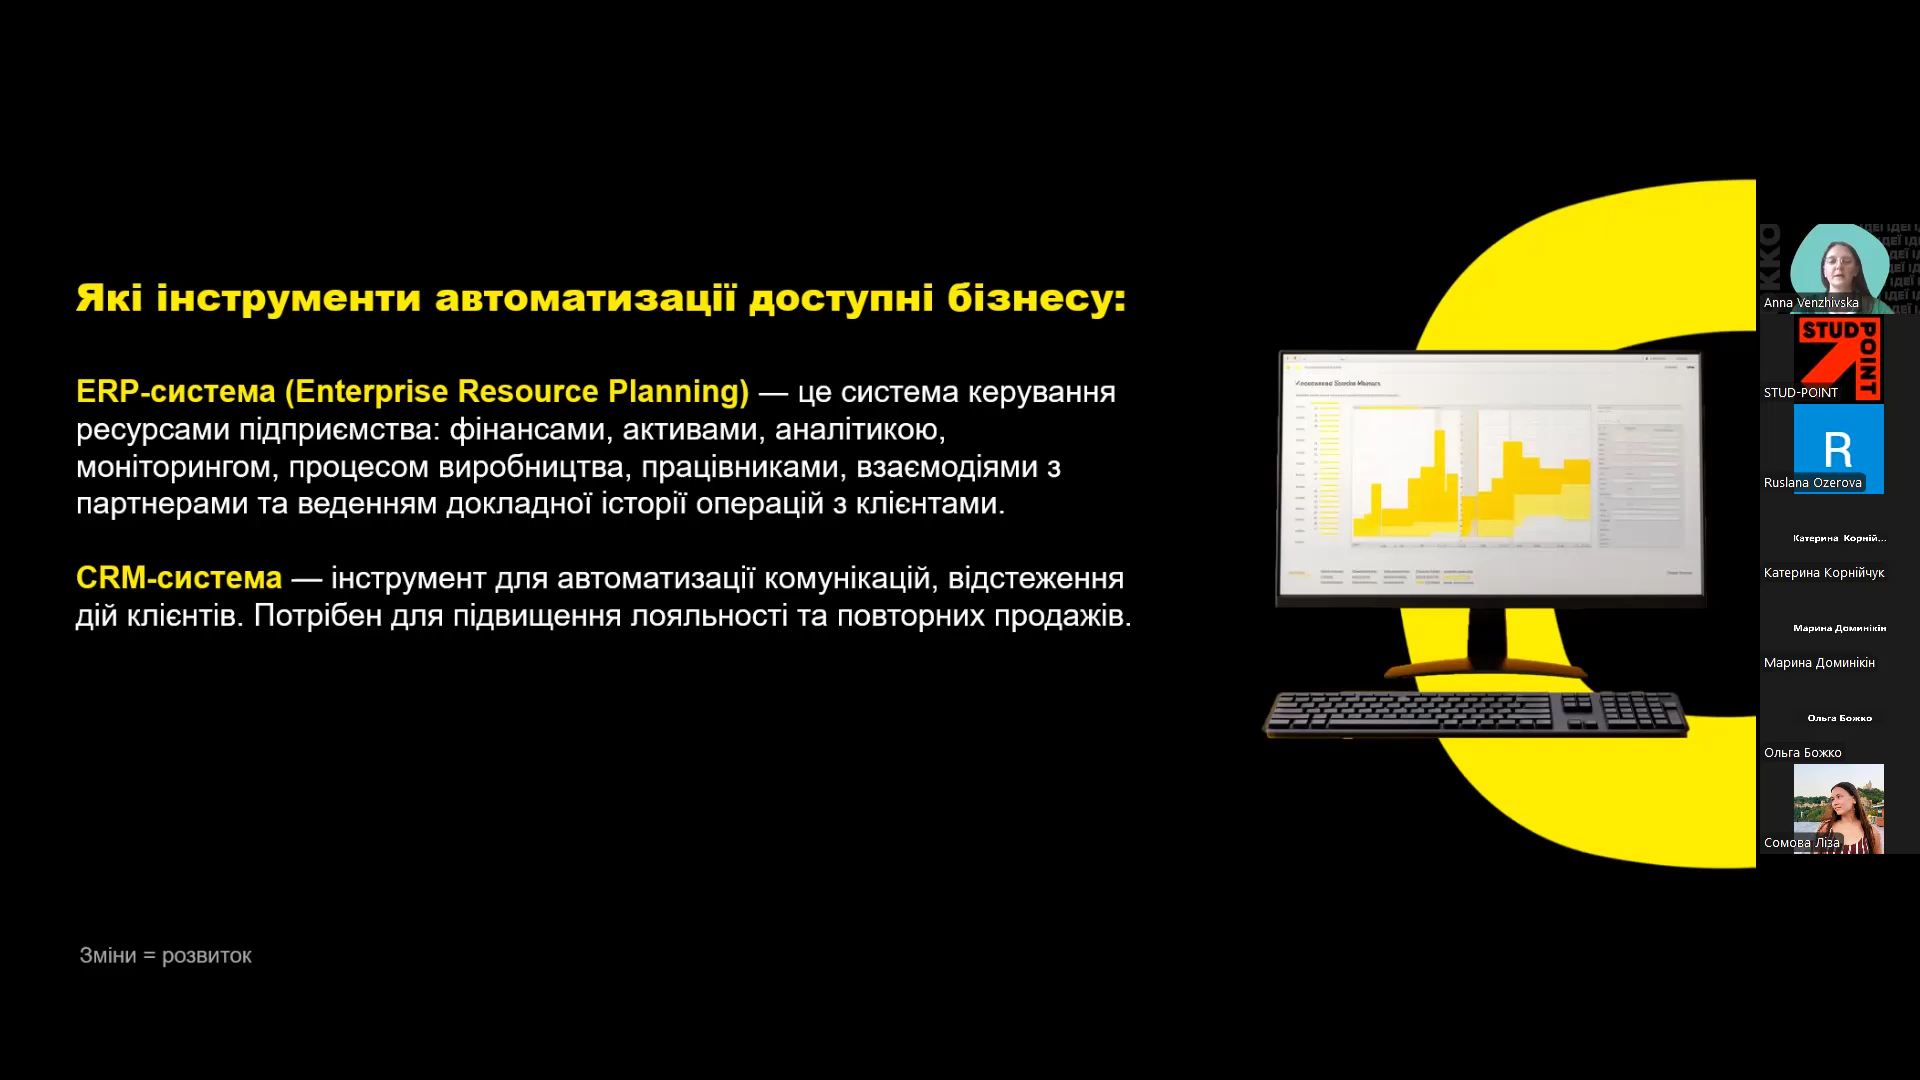 Які інструменти автоматизації доступні бізнесу:
ERP-система (Enterprise Resource Planning) — це система керування
ресурсами підприємства: фінансами, активами, аналітикою,
моніторингом, процесом виробництва, працівниками, взаємодіями з
партнерами та веденням докладної історії операцій з клієнтами.
CRM-система — інструмент для автоматизації комунікацій, відстеження
дій клієнтів. Потрібен для підвищення лояльності та повторних продажів.
Зміни = розвиток
Anna Venzhivska
STUD
POINT
STUD-POINT
R
Ruslana Ozerova
Катерина Корній...
Катерина Корнійчук
Марина Доминікін
Марина Доминікін
Ольга Божко
Ольга Божко
Сомова Ліза